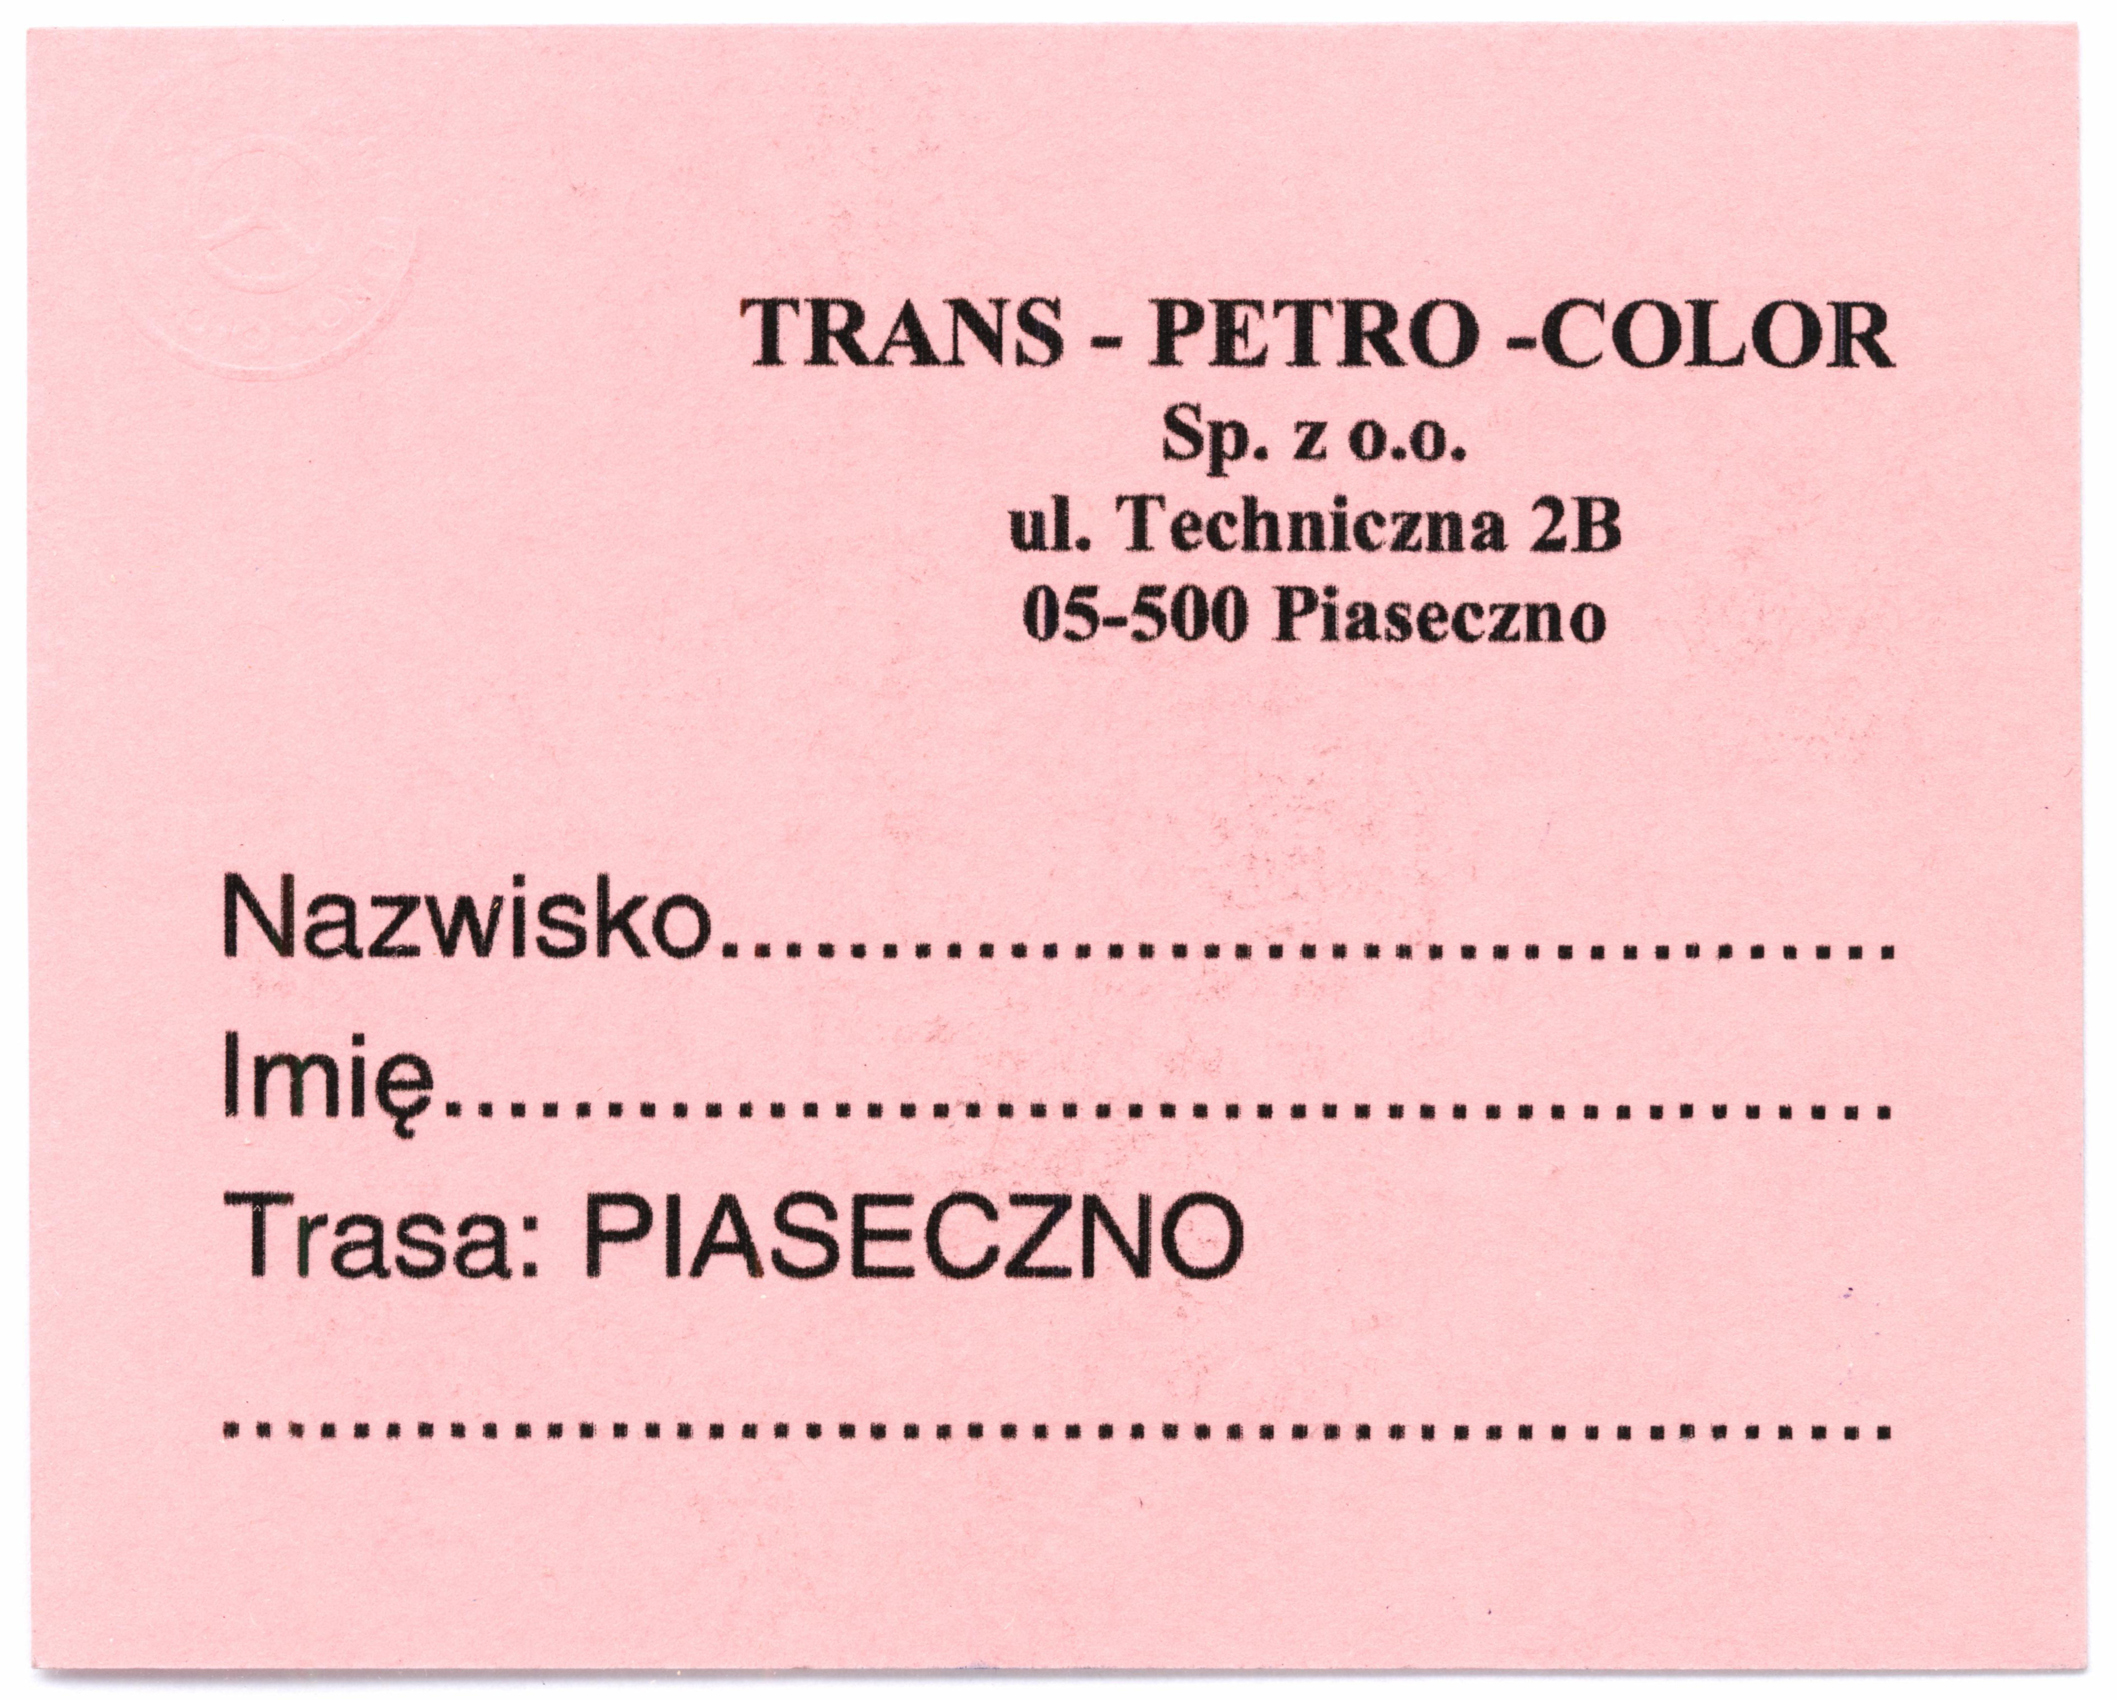 TRANS - PETRO -COLOR
Sp. z o.o.
ul. Techniczna 2B
05-500 Piaseczno
Nazwisko.....................................
Imię.............................................
Trasa: PIASECZNO
....................................................